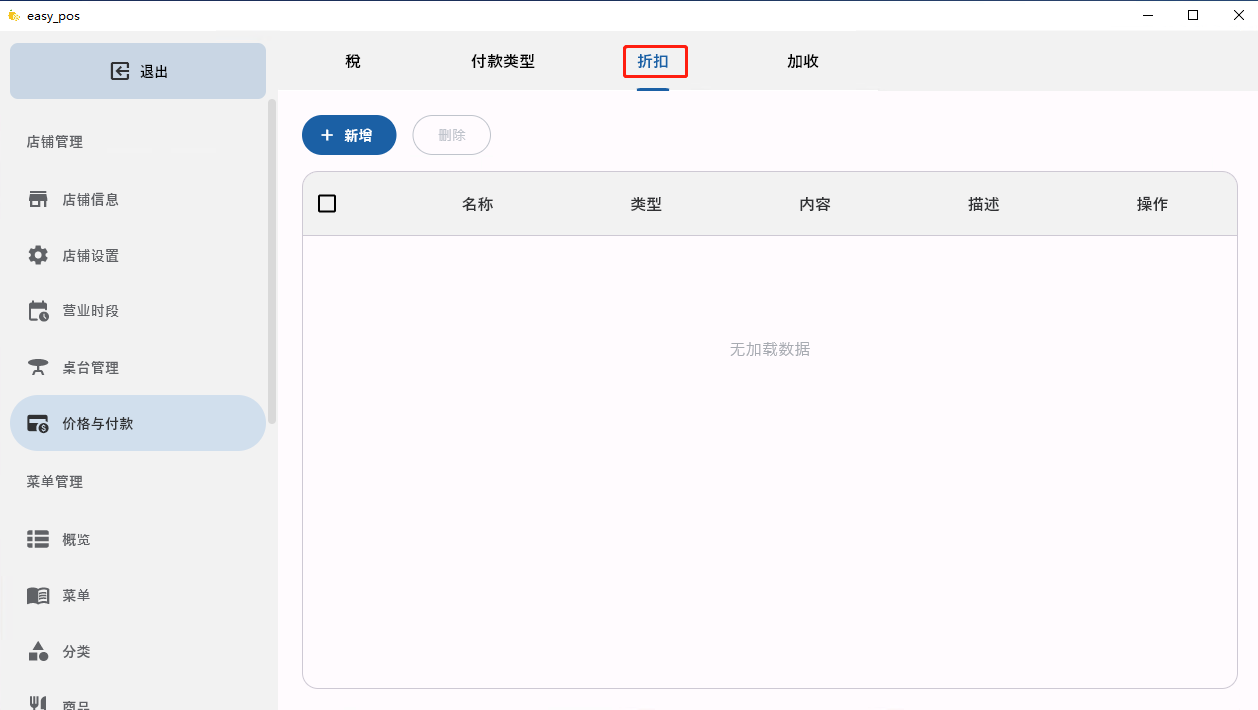 easy_pos
退出
税 付款类型 折扣 加收
店铺管理
店铺信息
店铺设置
营业时段
桌台管理
价格与付款
菜单管理
概览
菜单
分类
商品
新增 删除
名称 类型 内容 描述 操作
无加载数据